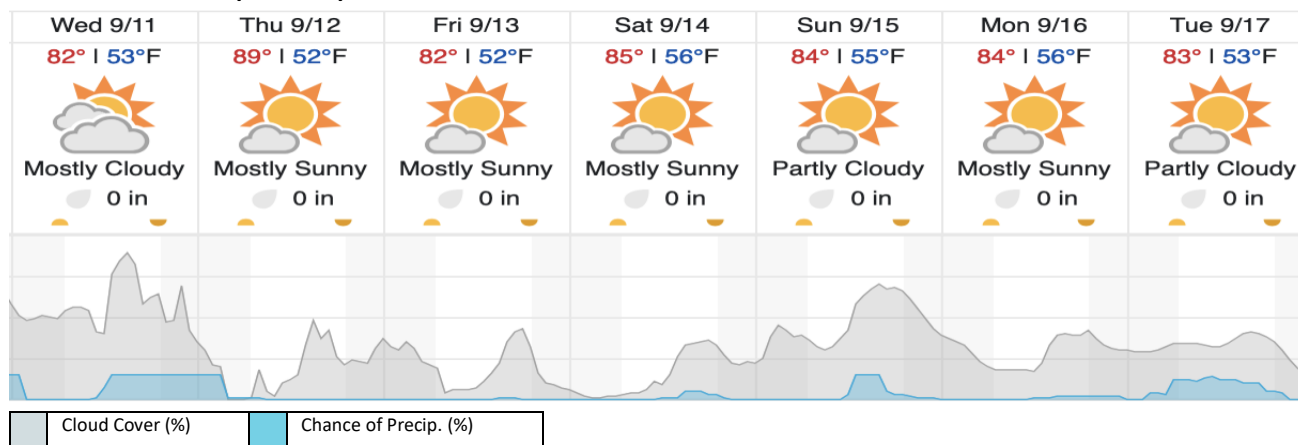 Wed 9/11 Thu 9/12 Fri 9/13 Sat 9/14 Sun 9/15 Mon 9/16 Tue 9/17
82° | 53°F 89° | 52°F 82° | 52°F 85° | 56°F 84° | 55°F 84° | 56°F 83° | 53°F
Mostly Cloudy Mostly Sunny Mostly Sunny Mostly Sunny Partly Cloudy Mostly Sunny Partly Cloudy
0 in 0 in 0 in 0 in 0 in 0 in 0 in
Cloud Cover (%) Chance of Precip. (%)